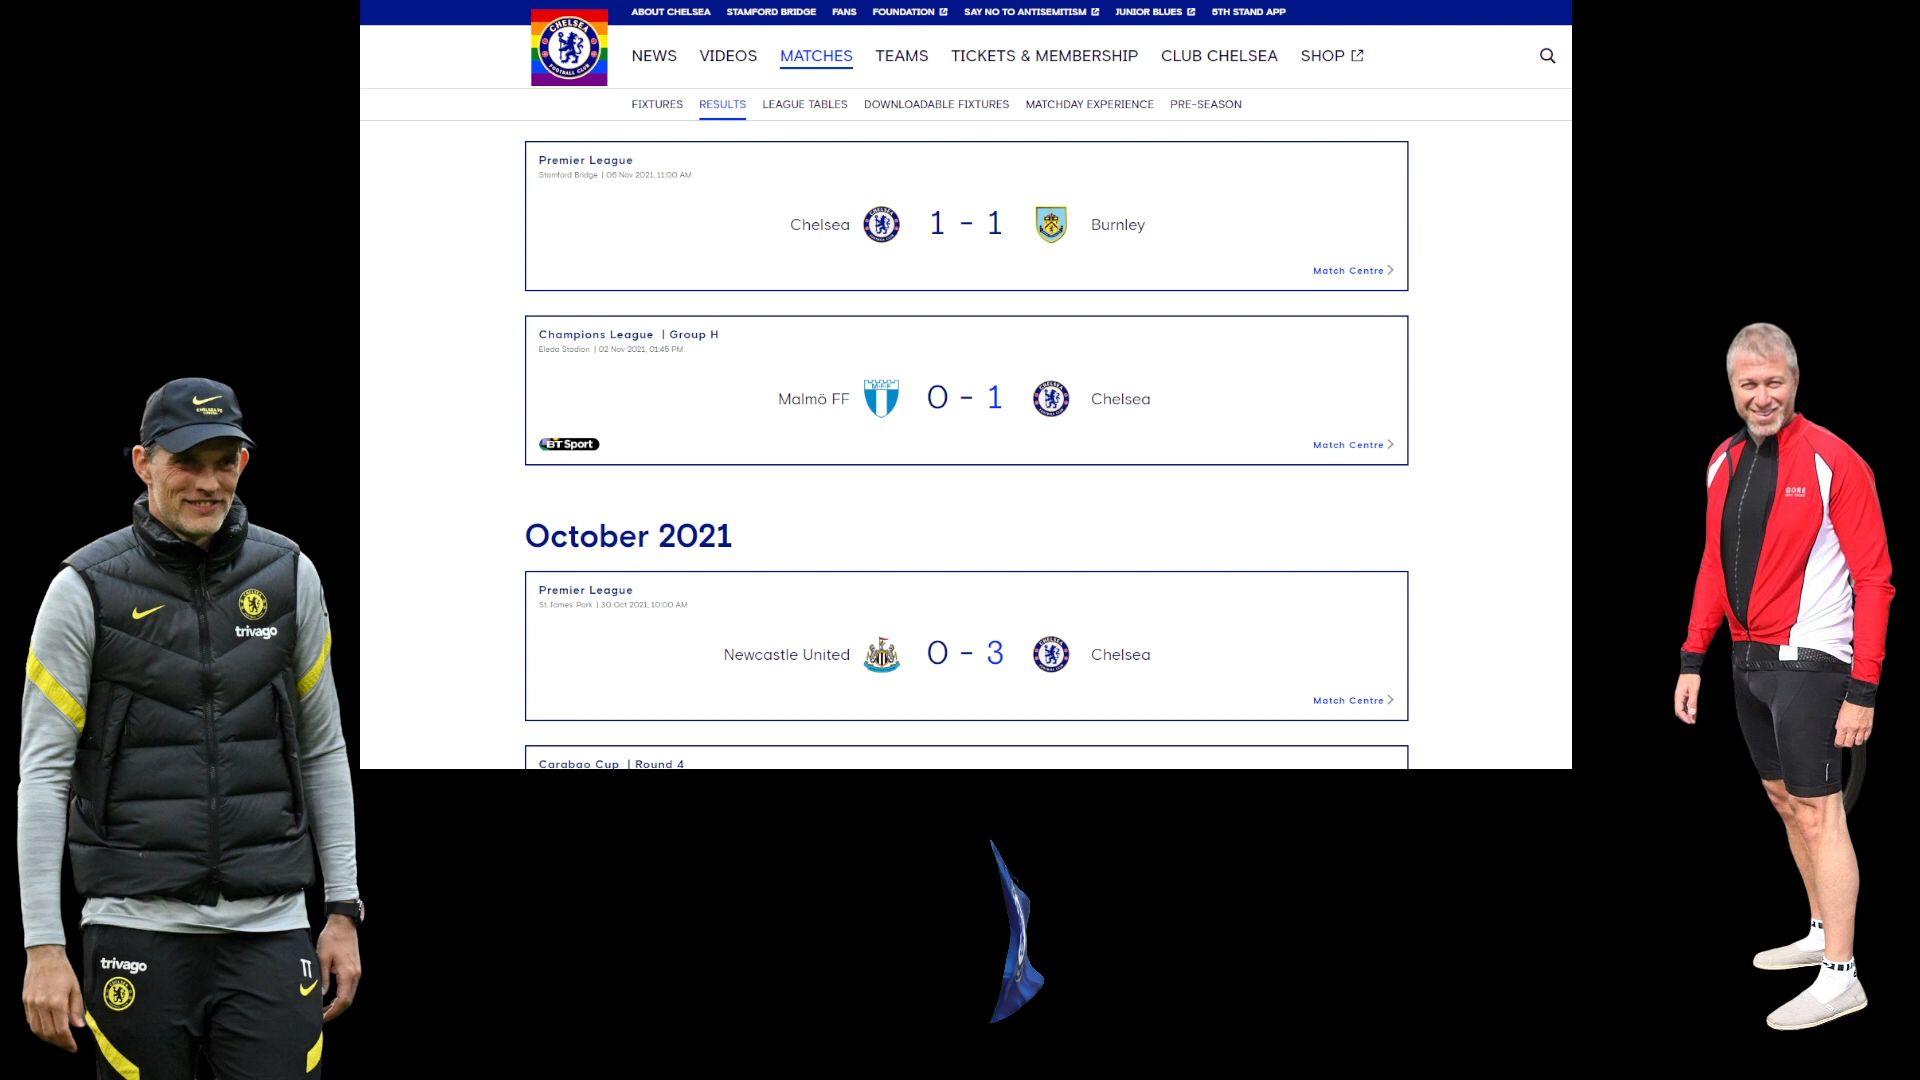 ABOUT CHELSEA STAMFORD BRIDGE FANS FOUNDATION SAY NO TO ANTISEMITISM JUNIOR BLUES 5TH STAND APP
CHELSEA
FOOTBALL CLUB
NEWS VIDEOS MATCHES TEAMS TICKETS & MEMBERSHIP CLUB CHELSEA SHOP
FIXTURES RESULTS LEAGUE TABLES DOWNLOADABLE FIXTURES MATCHDAY EXPERIENCE PRE-SEASON
Premier League
Stamford Bridge | 06 Nov 2021, 11:00 AM
Chelsea 1 - 1 Burnley
Match Centre
Champions League | Group H
Eleda Stadion | 02 Nov 2021, 01:45 PM
Malmö FF 0 - 1 Chelsea
BT Sport
Match Centre
October 2021
Premier League
St. James' Park | 30 Oct 2021, 10:00 AM
Newcastle United 0 - 3 Chelsea
Match Centre
Carabao Cup | Round 4
trivago
trivago
TT
GORE